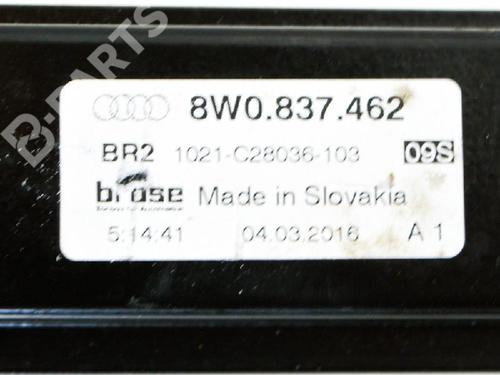 B-PARTS
8W0.837.462
BR2 1021-C28036-103 09S
brose Made in Slovakia
5:14:41 04.03.2016 A 1